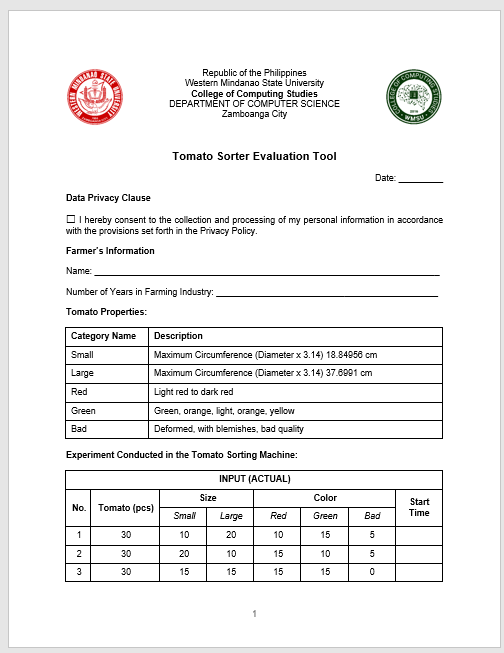 Republic of the Philippines
Western Mindanao State University
College of Computing Studies
DEPARTMENT OF COMPUTER SCIENCE
Zamboanga City
WESTERN MINDANAO STATE UNIVERSITY
COLLEGE OF COMPUTING STUDIES
WMSU
Tomato Sorter Evaluation Tool
Date: _________
Data Privacy Clause
☐ I hereby consent to the collection and processing of my personal information in accordance
with the provisions set forth in the Privacy Policy.
Farmer's Information
Name: ______________________________________________________________________
Number of Years in Farming Industry: _____________________________________________
Tomato Properties:
Category Name Description
Small Maximum Circumference (Diameter x 3.14) 18.84956 cm
Large Maximum Circumference (Diameter x 3.14) 37.6991 cm
Red Light red to dark red
Green Green, orange, light, orange, yellow
Bad Deformed, with blemishes, bad quality
Experiment Conducted in the Tomato Sorting Machine:
INPUT (ACTUAL)
No. Tomato (pcs) Size Color Start Time
Small Large Red Green Bad
1 30 10 20 10 15 5
2 30 20 10 15 10 5
3 30 15 15 15 15 0
1